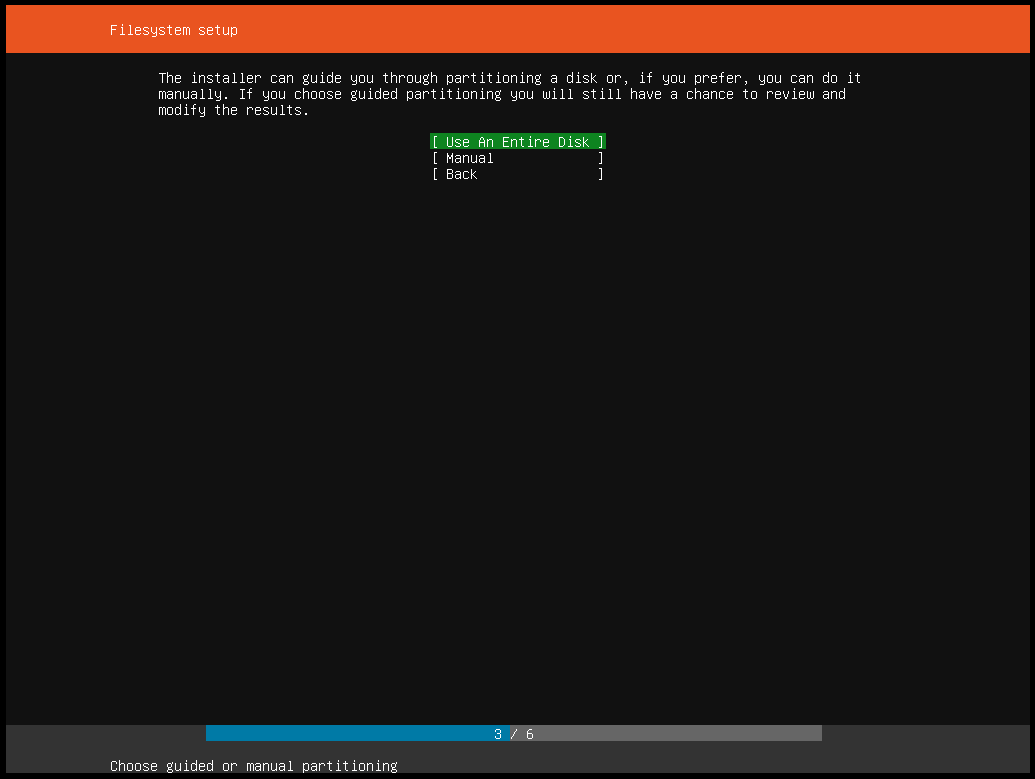 Filesystem setup
The installer can guide you through partitioning a disk or, if you prefer, you can do it
manually. If you choose guided partitioning you will still have a chance to review and
modify the results.
[ Use An Entire Disk ]
[ Manual ]
[ Back ]
3 / 6
Choose guided or manual partitioning